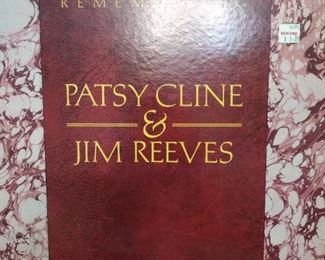 PATSY CLINE
&
JIM REEVES